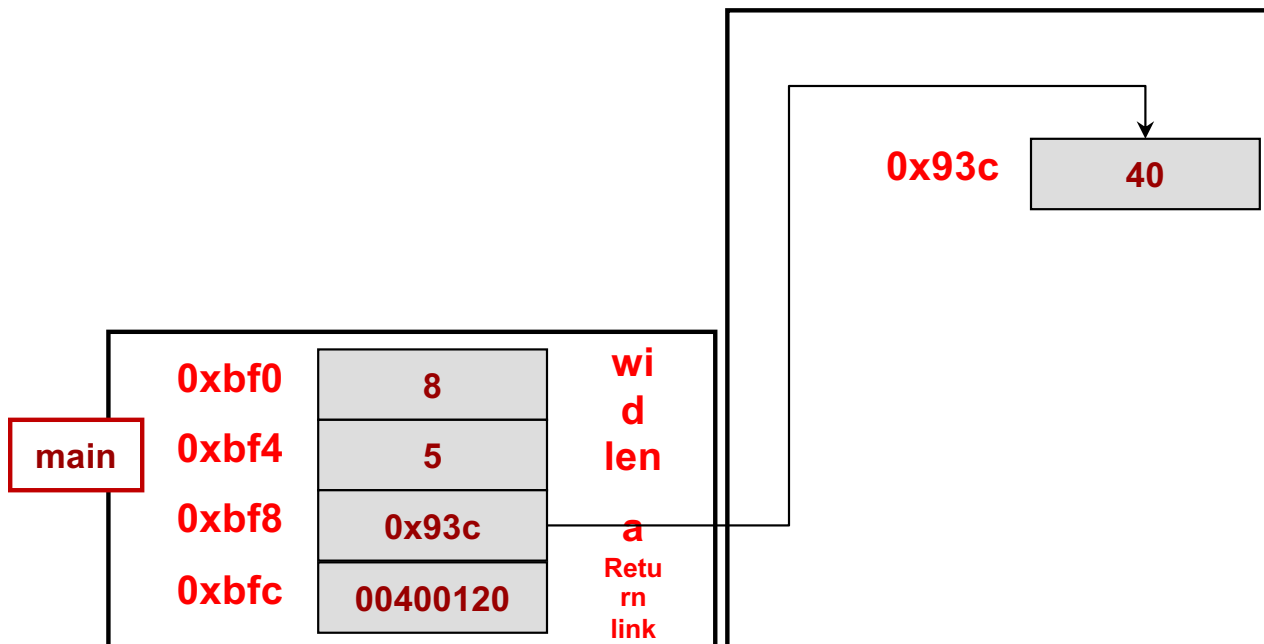 0x93c
40
0xbf0
8
wi
d
main
0xbf4
5
len
0xbf8
0x93c
a
0xbfc
00400120
Retu
rn
link